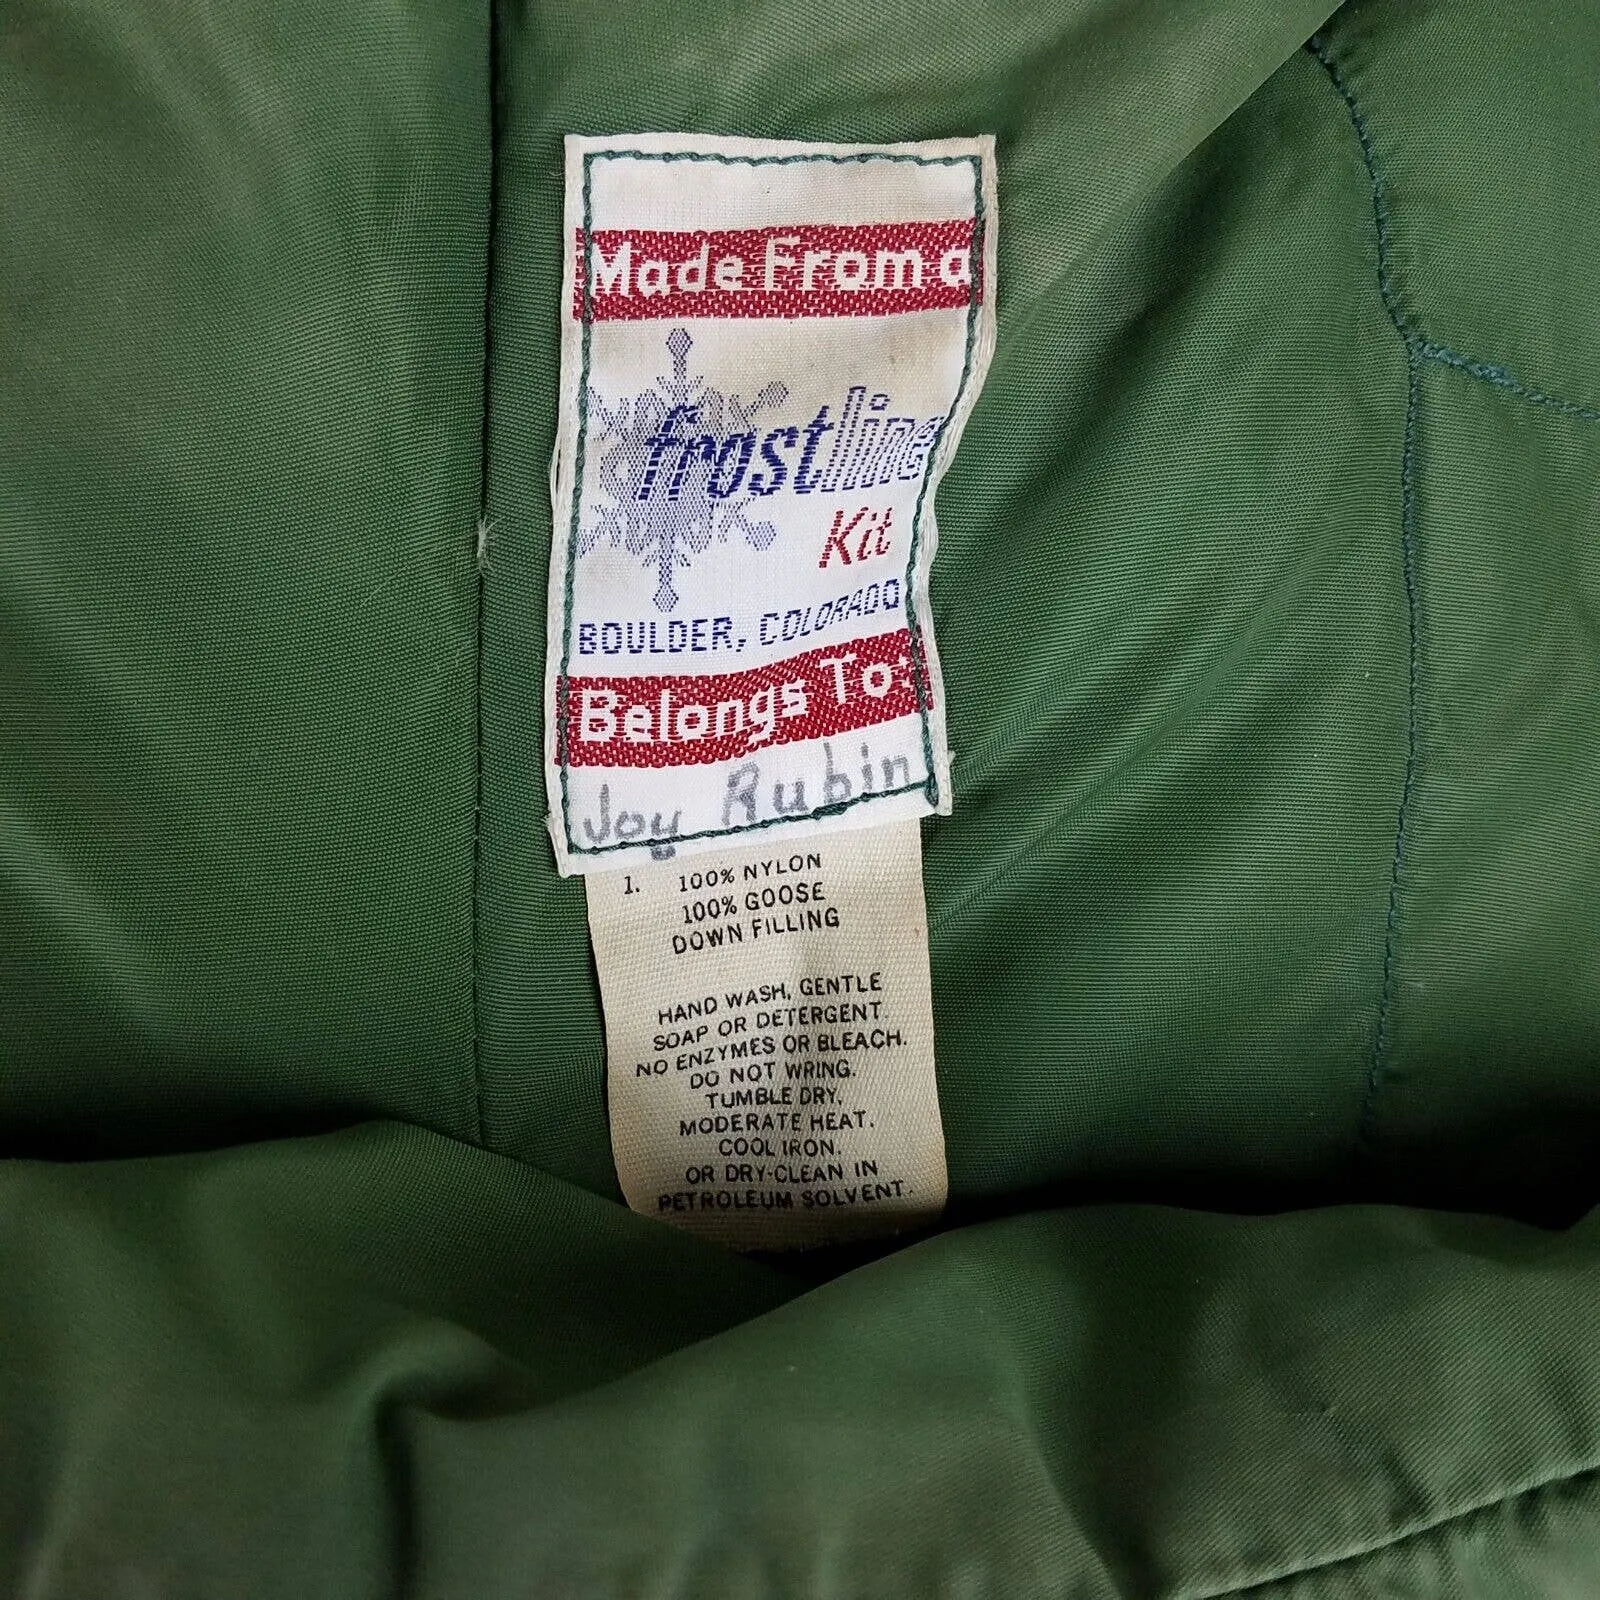 Made From a
frostline
Kit
BOULDER, COLORADO
Belongs To:
Joy Rubin
1. 100% NYLON
100% GOOSE
DOWN FILLING
HAND WASH, GENTLE
SOAP OR DETERGENT.
NO ENZYMES OR BLEACH.
DO NOT WRING.
TUMBLE DRY,
MODERATE HEAT.
COOL IRON.
OR DRY-CLEAN IN
PETROLEUM SOLVENT.